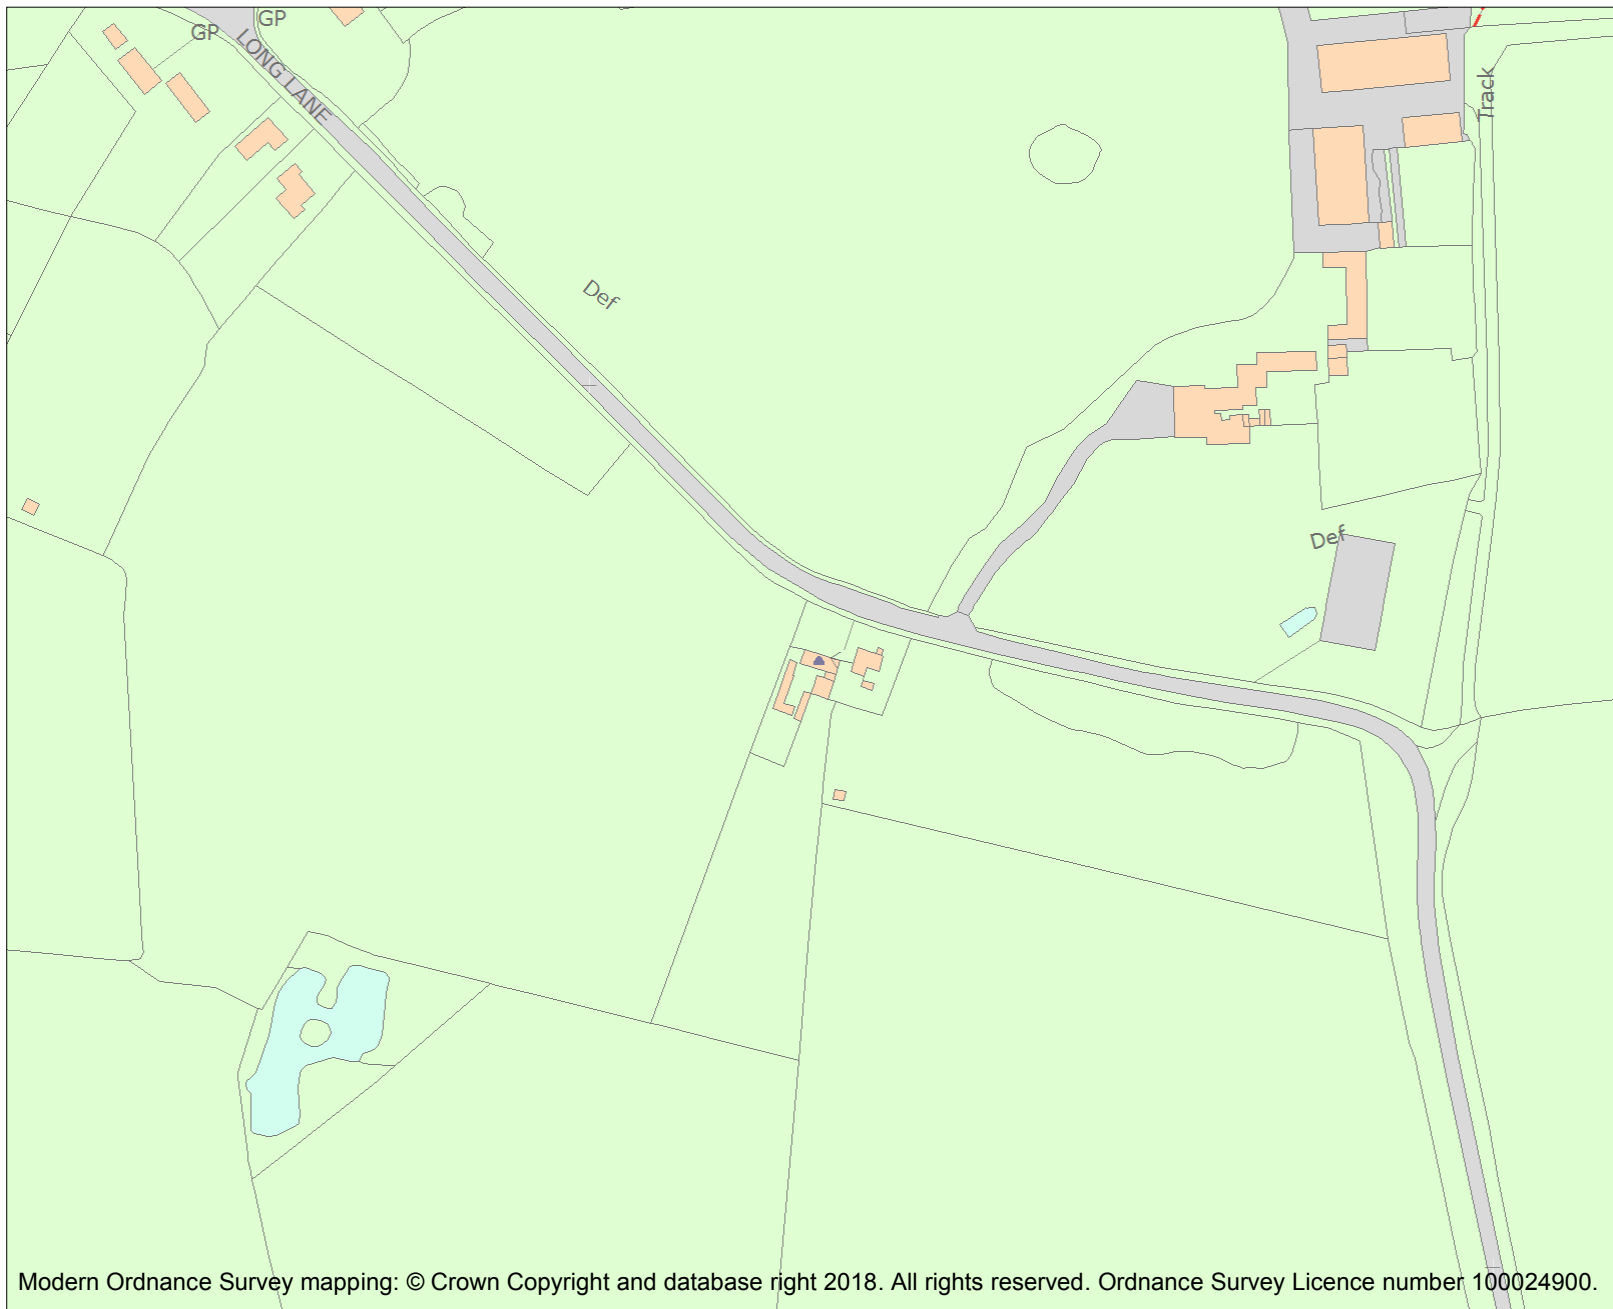 GP
GP
LONG LANE
Track
Def
Def
Modern Ordnance Survey mapping: © Crown Copyright and database right 2018. All rights reserved. Ordnance Survey Licence number 100024900.